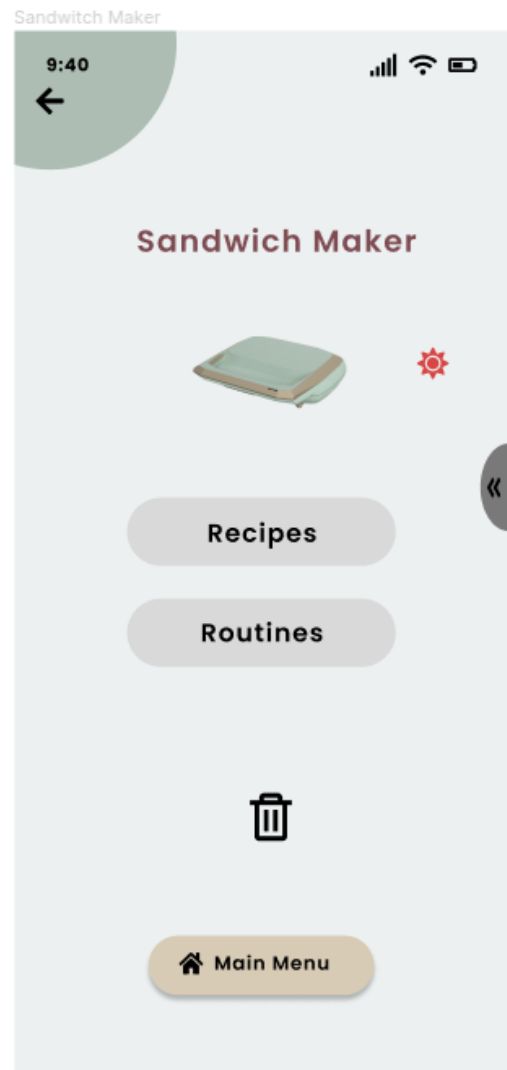 Sandwitch Maker
9:40
Sandwich Maker
Recipes
Routines
Main Menu